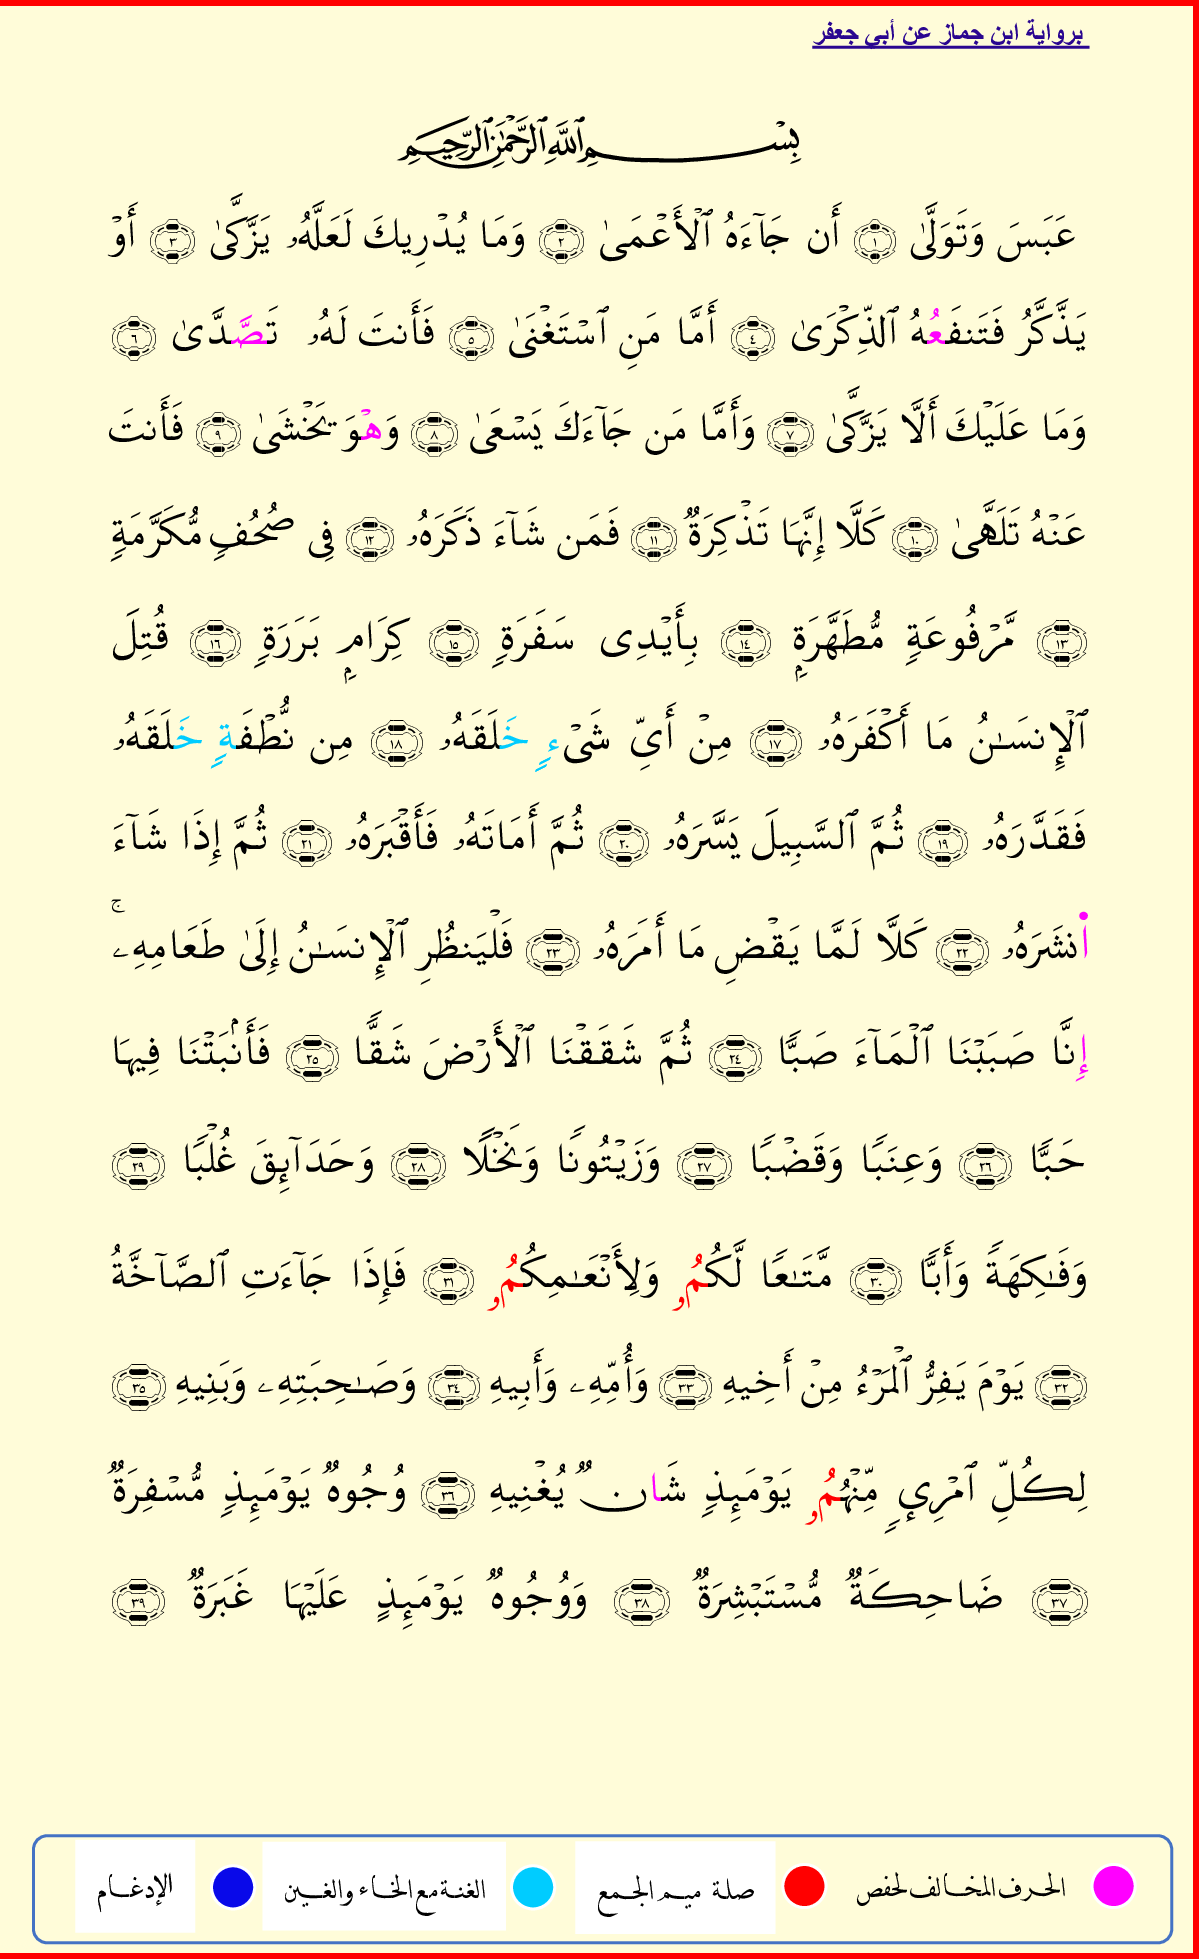 برواية ابن جماز عن أبي جعفر
بِسْمِ ٱللَّهِ ٱلرَّحْمَٰنِ ٱلرَّحِيمِ
عَبَسَ وَتَوَلَّىٰ ١ أَن جَآءَهُ ٱلْأَعْمَىٰ ٢ وَمَا يُدْرِيكَ لَعَلَّهُۥ يَزَّكَّىٰ ٣ أَوْ
يَذَّكَّرُ فَتَنفَعُهُ ٱلذِّكْرَىٰ ٤ أَمَّا مَنِ ٱسْتَغْنَىٰ ٥ فَأَنتَ لَهُۥ تَصَّدَّىٰ ٦
وَمَا عَلَيْكَ أَلَّا يَزَّكَّىٰ ٧ وَأَمَّا مَن جَآءَكَ يَسْعَىٰ ٨ وَهْوَ يَخْشَىٰ ٩ فَأَنتَ
عَنْهُ تَلَهَّىٰ ١٠ كَلَّا إِنَّهَا تَذْكِرَةٌ ١١ فَمَن شَآءَ ذَكَرَهُۥ ١٢ فِى صُحُفٍ مُّكَرَّمَةٍ
١٣ مَّرْفُوعَةٍ مُّطَهَّرَةٍۭ ١٤ بِأَيْدِى سَفَرَةٍ ١٥ كِرَامٍۭ بَرَرَةٍ ١٦ قُتِلَ
ٱلْإِنسَـٰنُ مَا أَكْفَرَهُۥ ١٧ مِنْ أَىِّ شَىْءٍ خَلَقَهُۥ ١٨ مِن نُّطْفَةٍ خَلَقَهُۥ
فَقَدَّرَهُۥ ١٩ ثُمَّ ٱلسَّبِيلَ يَسَّرَهُۥ ٢٠ ثُمَّ أَمَاتَهُۥ فَأَقْبَرَهُۥ ٢١ ثُمَّ إِذَا شَآءَ
ا۬نشَرَهُۥ ٢٢ كَلَّا لَمَّا يَقْضِ مَا أَمَرَهُۥ ٢٣ فَلْيَنظُرِ ٱلْإِنسَـٰنُ إِلَىٰ طَعَامِهِۦۚ
إِنَّا صَبَبْنَا ٱلْمَآءَ صَبًّا ٢٤ ثُمَّ شَقَقْنَا ٱلْأَرْضَ شَقًّا ٢٥ فَأَنۢبَتْنَا فِيهَا
حَبًّا ٢٦ وَعِنَبًا وَقَضْبًا ٢٧ وَزَيْتُونًا وَنَخْلًا ٢٨ وَحَدَآئِقَ غُلْبًا ٢٩
وَفَـٰكِهَةً وَأَبًّا ٣٠ مَّتَـٰعًا لَّكُمُۥ وَلِأَنْعَـٰمِكُمُۥ ٣١ فَإِذَا جَآءَتِ ٱلصَّآخَّةُ
٣٢ يَوْمَ يَفِرُّ ٱلْمَرْءُ مِنْ أَخِيهِ ٣٣ وَأُمِّهِۦ وَأَبِيهِ ٣٤ وَصَـٰحِبَتِهِۦ وَبَنِيهِ ٣٥
لِكُلِّ ٱمْرِئٍ مِّنْهُمُۥ يَوْمَئِذٍ شَانٌ يُغْنِيهِ ٣٦ وُجُوهٌ يَوْمَئِذٍ مُّسْفِرَةٌ
٣٧ ضَاحِكَةٌ مُّسْتَبْشِرَةٌ ٣٨ وَوُجُوهٌ يَوْمَئِذٍ عَلَيْهَا غَبَرَةٌ ٣٩
الحرف المخالف لحفص صلة ميم الجمع الغنة مع الخاء والغين الإدغام